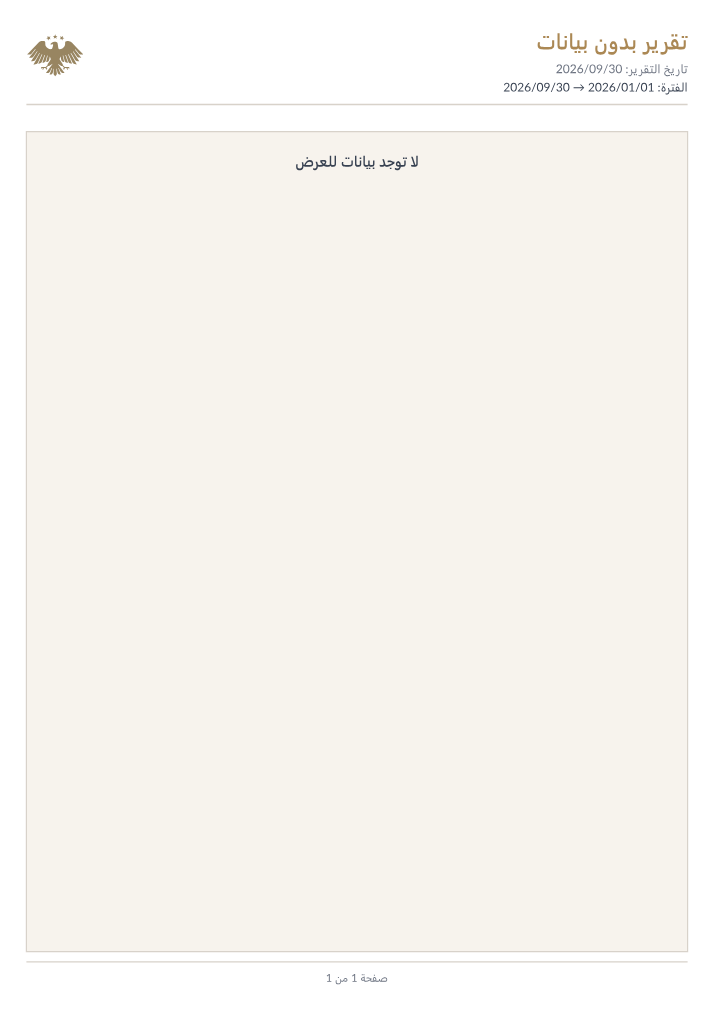 تقرير بدون بيانات
تاريخ التقرير: 2026/09/30
الفترة: 2026/01/01 → 2026/09/30
لا توجد بيانات للعرض
صفحة 1 من 1